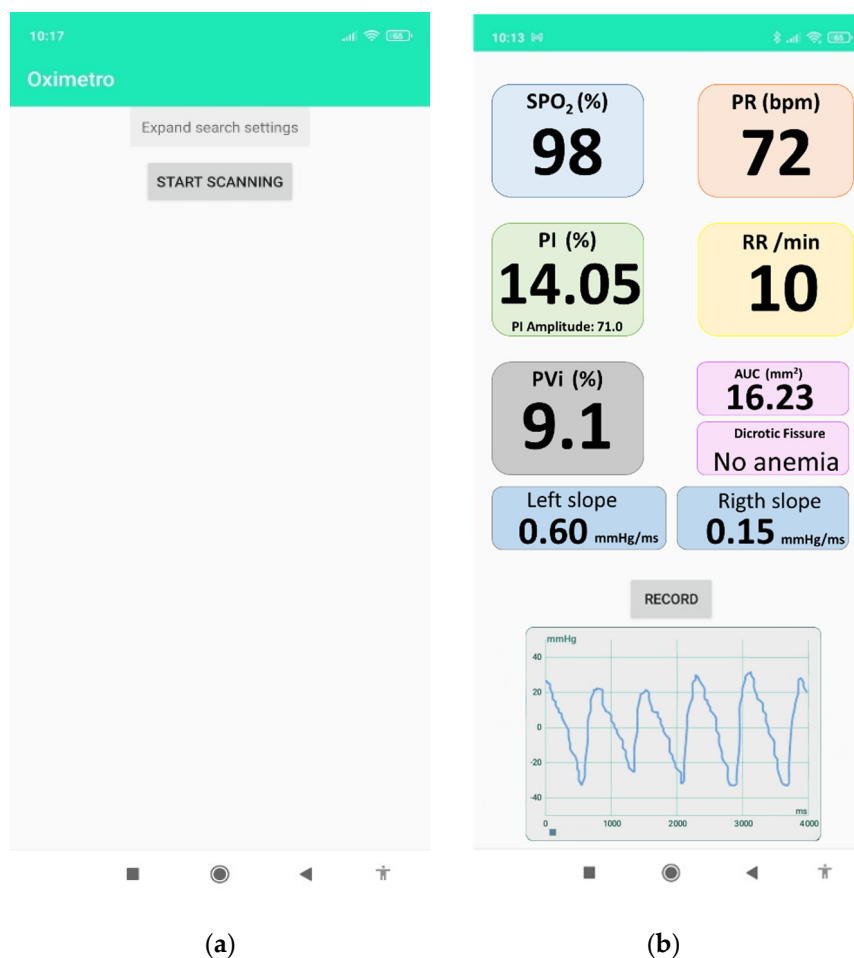 10:17
65
Oximetro
Expand search settings
START SCANNING
10:13
65
SPO₂ (%)
98
PR (bpm)
72
PI (%)
14.05
PI Amplitude: 71.0
RR /min
10
PVi (%)
9.1
AUC (mm²)
16.23
Dicrotic Fissure
No anemia
Left slope
0.60 mmHg/ms
Rigth slope
0.15 mmHg/ms
RECORD
mmHg
40
20
0
-20
-40
ms
0 1000 2000 3000 4000
(a)
(b)